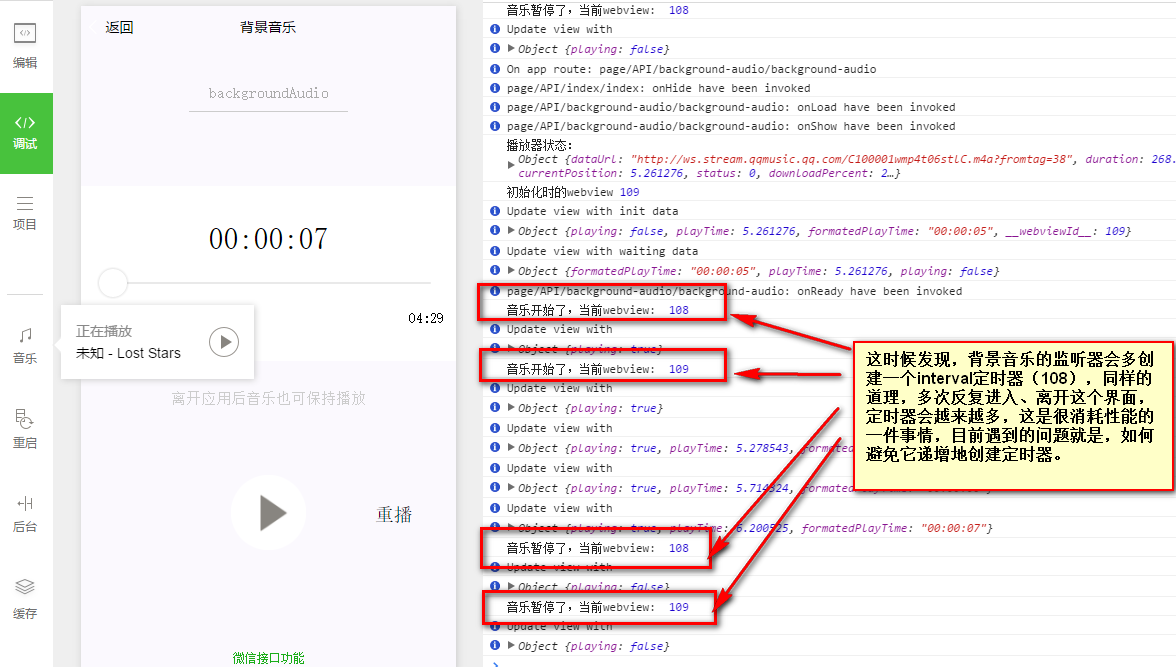 编辑
调试
项目
音乐
重启
后台
缓存
返回
背景音乐
backgroundAudio
00:00:07
04:29
正在播放
未知 - Lost Stars
离开应用后音乐也可保持播放
重播
微信接口功能
音乐暂停了，当前webview: 108
Update view with
Object {playing: false}
On app route: page/API/background-audio/background-audio
page/API/index/index: onHide have been invoked
page/API/background-audio/background-audio: onLoad have been invoked
page/API/background-audio/background-audio: onShow have been invoked
播放器状态：
Object {dataUrl: "http://ws.stream.qqmusic.qq.com/C100001wmp4t06stlC.m4a?fromtag=38", duration: 268.
currentPosition: 5.261276, status: 0, downloadPercent: 2…}
初始化时的webview 109
Update view with init data
Object {playing: false, playTime: 5.261276, formatedPlayTime: "00:00:05", __webviewId__: 109}
Update view with waiting data
Object {formatedPlayTime: "00:00:05", playTime: 5.261276, playing: false}
page/API/background-audio/background-audio: onReady have been invoked
音乐开始了，当前webview: 108
Update view with
Object {playing: true}
音乐开始了，当前webview: 109
Update view with
Object {playing: true}
Update view with
Object {playing: true, playTime: 5.278543, formated
Update view with
Object {playing: true, playTime: 5.714324, formated
Update view with
Object {playing: true, playTime: 6.200525, formatedPlayTime: "00:00:07"}
音乐暂停了，当前webview: 108
Update view with
Object {playing: false}
音乐暂停了，当前webview: 109
Update view with
Object {playing: false}
这时候发现，背景音乐的监听器会多创
建一个interval定时器（108），同样的
道理，多次反复进入、离开这个界面，
定时器会越来越多，这是很消耗性能的
一件事情，目前遇到的问题就是，如何
避免它递增地创建定时器。